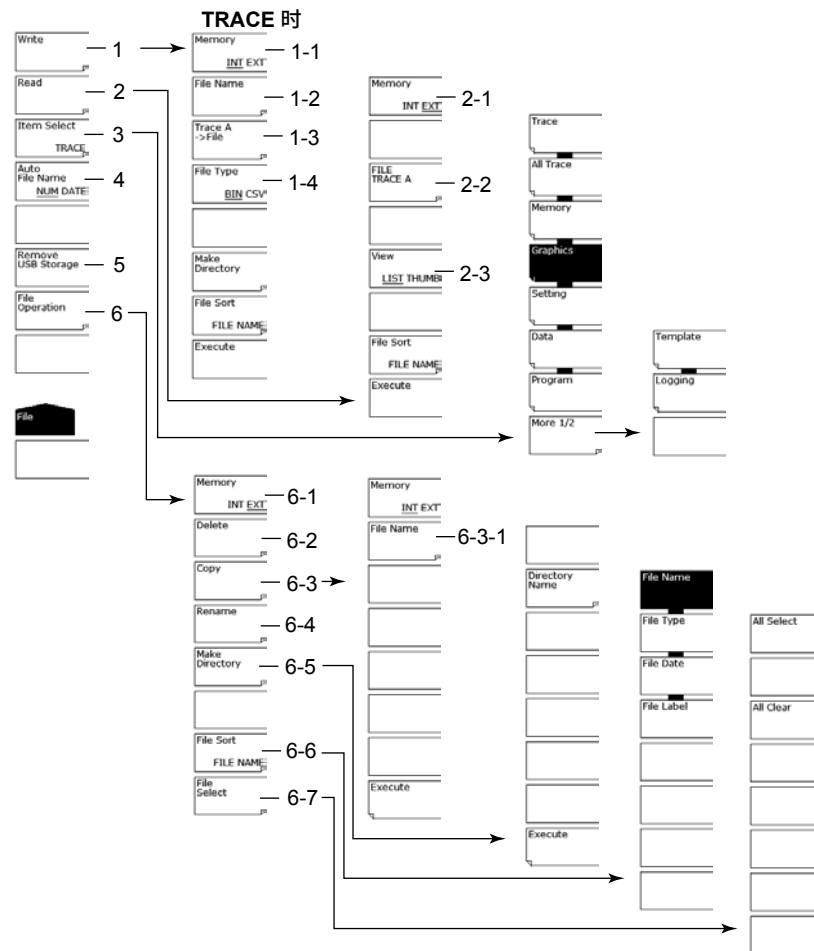 TRACE 时
Write
1
Read
2
Item Select
TRACE
3
Auto
File Name
NUM DATE
4
Remove
USB Storage
5
File
Operation
6
File
Memory
INT EXT
1-1
File Name
1-2
Trace A
->File
1-3
File Type
BIN CSV
1-4
Make
Directory
File Sort
FILE NAME
Execute
Memory
INT EXT
2-1
FILE
TRACE A
2-2
View
LIST THUMB
2-3
File Sort
FILE NAME
Execute
Trace
All Trace
Memory
Graphics
Setting
Data
Program
More 1/2
Template
Logging
Memory
INT EXT
6-1
Delete
6-2
Copy
6-3
Rename
6-4
Make
Directory
6-5
File Sort
FILE NAME
6-6
File
Select
6-7
Memory
INT EXT
File Name
6-3-1
Execute
Directory
Name
Execute
File Name
File Type
File Date
File Label
All Select
All Clear